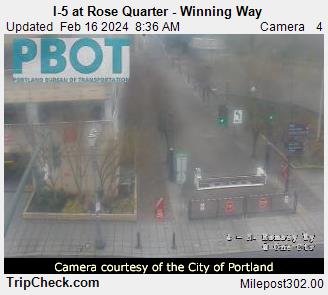 I-5 at Rose Quarter - Winning Way
Updated Feb 16 2024 8:36 AM Camera 4
PBOT
PORTLAND BUREAU OF TRANSPORTATION
Camera courtesy of the City of Portland
TripCheck.com Milepost302.00